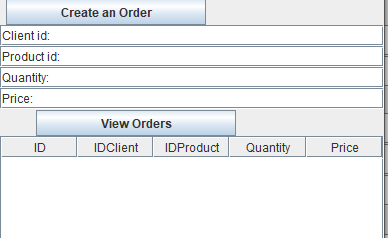 Create an Order
Client id:
Product id:
Quantity:
Price:
View Orders
ID IDClient IDProduct Quantity Price